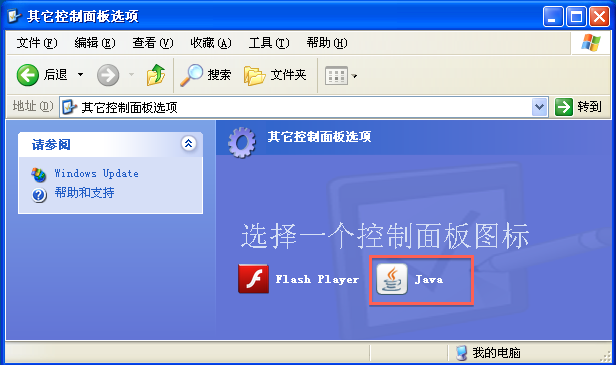 其它控制面板选项
文件(F) 编辑(E) 查看(V) 收藏(A) 工具(T) 帮助(H)
后退 搜索 文件夹
地址(D) 其它控制面板选项 转到
请参阅
Windows Update
帮助和支持
其它控制面板选项
选择一个控制面板图标
Flash Player Java
我的电脑